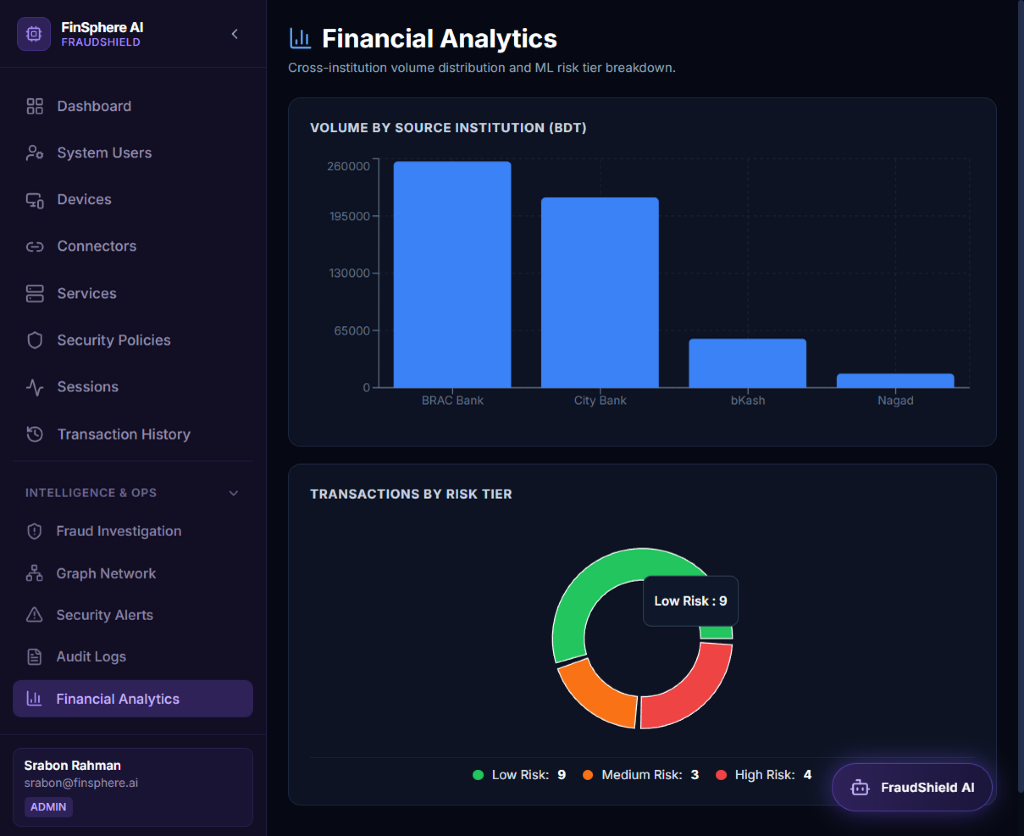 FinSphere AI
FRAUDSHIELD
Dashboard
System Users
Devices
Connectors
Services
Security Policies
Sessions
Transaction History
INTELLIGENCE & OPS
Fraud Investigation
Graph Network
Security Alerts
Audit Logs
Financial Analytics
Srabon Rahman
srabon@finsphere.ai
ADMIN
Financial Analytics
Cross-institution volume distribution and ML risk tier breakdown.
VOLUME BY SOURCE INSTITUTION (BDT)
260000
195000
130000
65000
0
BRAC Bank City Bank bKash Nagad
TRANSACTIONS BY RISK TIER
Low Risk : 9
Low Risk: 9 Medium Risk: 3 High Risk: 4
FraudShield AI